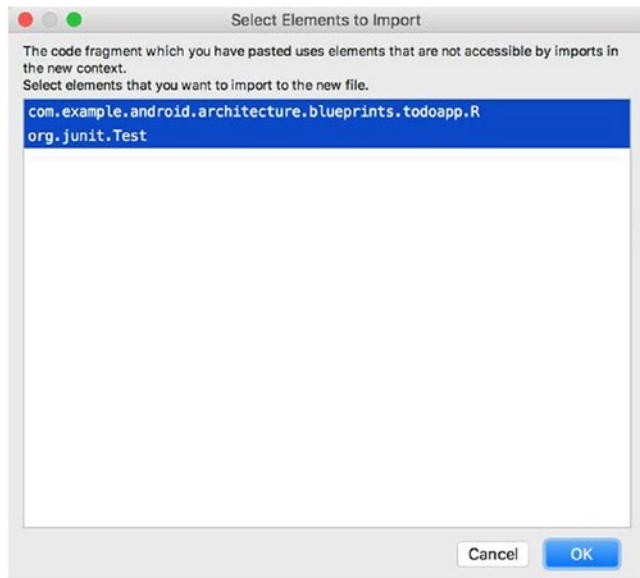 Select Elements to Import
The code fragment which you have pasted uses elements that are not accessible by imports in
the new context.
Select elements that you want to import to the new file.
com.example.android.architecture.blueprints.todoapp.R
org.junit.Test
Cancel OK